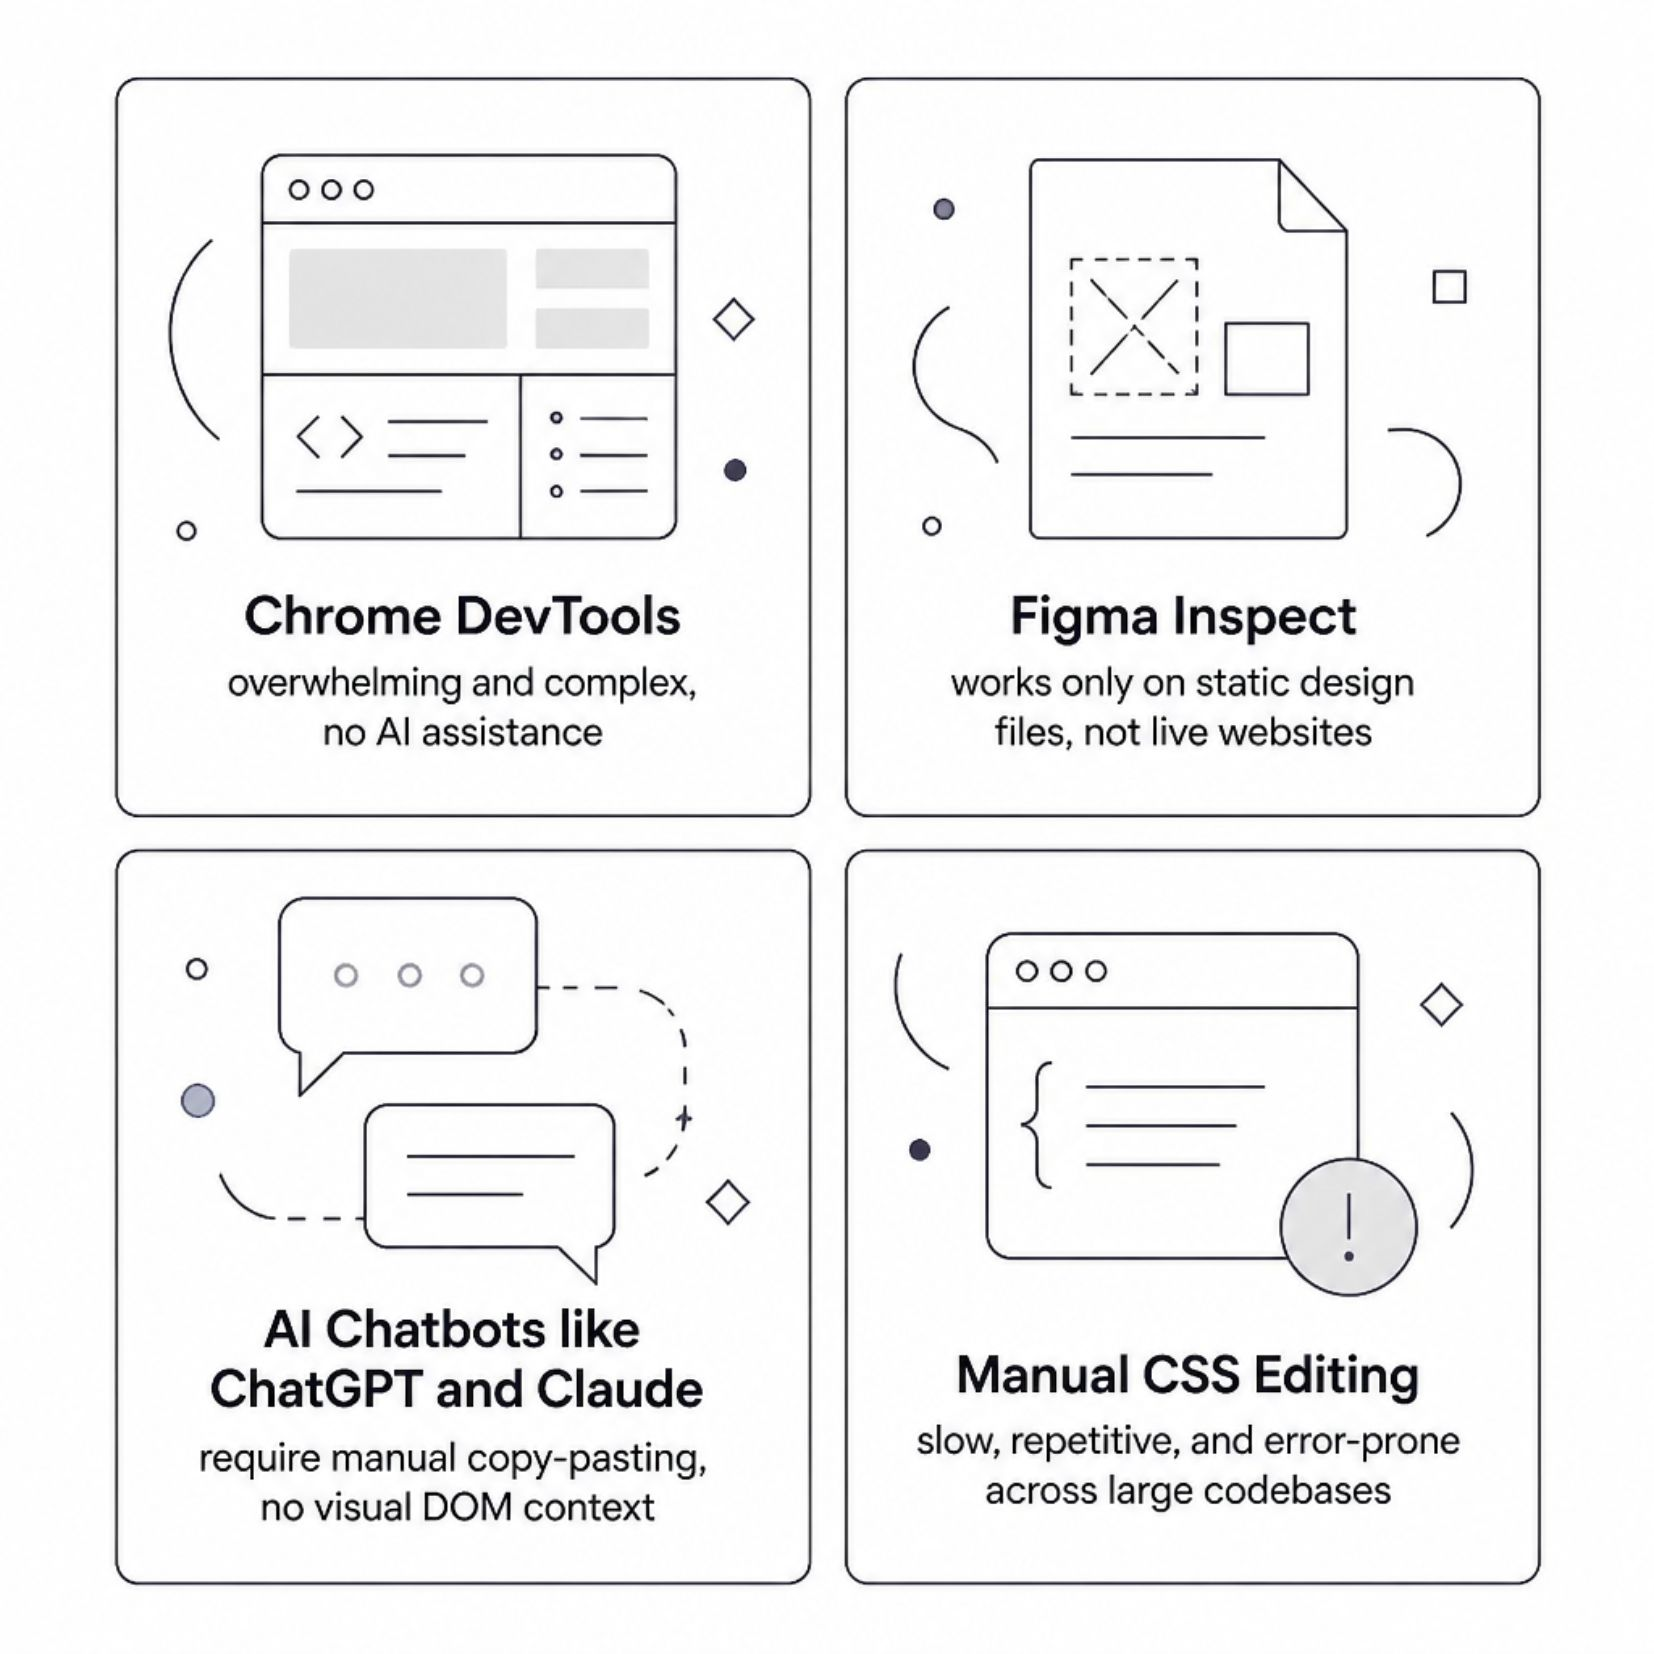 Chrome DevTools
overwhelming and complex,
no AI assistance
Figma Inspect
works only on static design
files, not live websites
AI Chatbots like
ChatGPT and Claude
require manual copy-pasting,
no visual DOM context
Manual CSS Editing
slow, repetitive, and error-prone
across large codebases